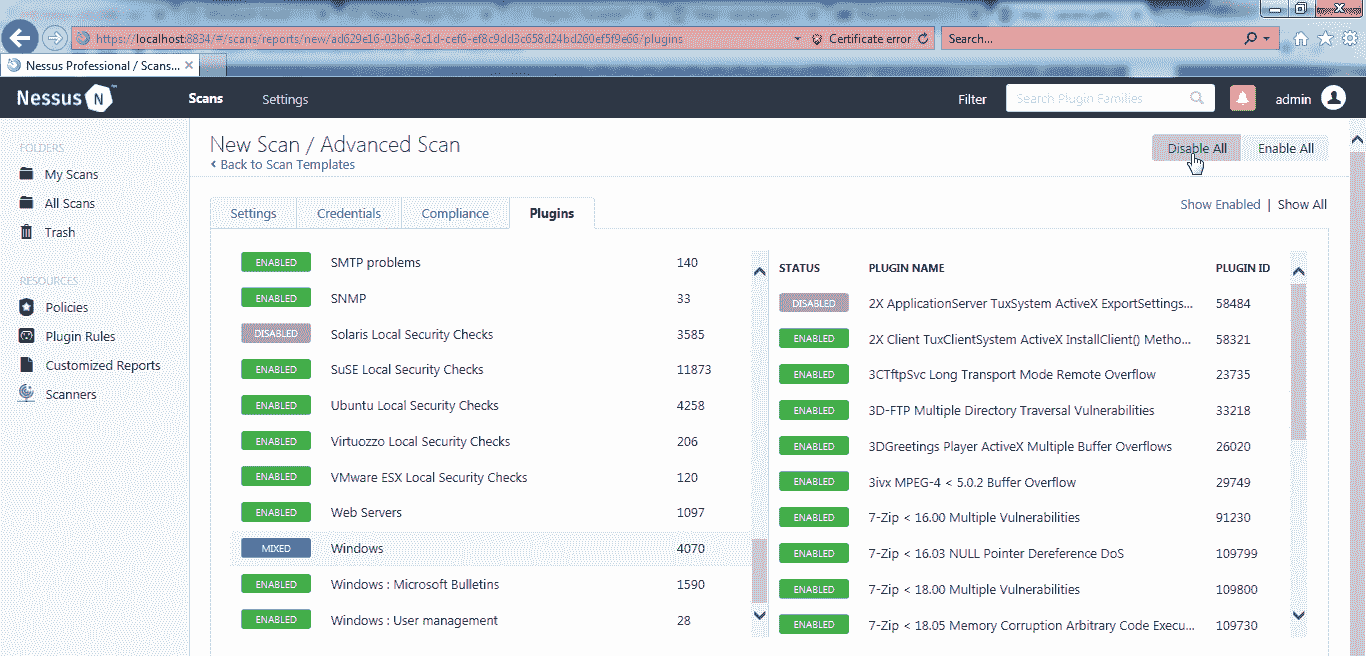 https://localhost:8834/#/scans/reports/new/ad629e16-03b6-8c1d-cef6-ef8c9dd3c658d24bd260ef5f9e66/plugins Certificate error Search...
Nessus Professional / Scans...
Nessus N ™ Scans Settings Filter Search Plugin Families admin
FOLDERS
My Scans
All Scans
Trash
RESOURCES
Policies
Plugin Rules
Customized Reports
Scanners
New Scan / Advanced Scan
Back to Scan Templates
Disable All Enable All
Settings Credentials Compliance Plugins
Show Enabled | Show All
ENABLED SMTP problems 140
ENABLED SNMP 33
DISABLED Solaris Local Security Checks 3585
ENABLED SuSE Local Security Checks 11873
ENABLED Ubuntu Local Security Checks 4258
ENABLED Virtuozzo Local Security Checks 206
ENABLED VMware ESX Local Security Checks 120
ENABLED Web Servers 1097
MIXED Windows 4070
ENABLED Windows : Microsoft Bulletins 1590
ENABLED Windows : User management 28
STATUS PLUGIN NAME PLUGIN ID
DISABLED 2X ApplicationServer TuxSystem ActiveX ExportSettings... 58484
ENABLED 2X Client TuxClientSystem ActiveX InstallClient() Metho... 58321
ENABLED 3CTftpSvc Long Transport Mode Remote Overflow 23735
ENABLED 3D-FTP Multiple Directory Traversal Vulnerabilities 33218
ENABLED 3DGreetings Player ActiveX Multiple Buffer Overflows 26020
ENABLED 3ivx MPEG-4 < 5.0.2 Buffer Overflow 29749
ENABLED 7-Zip < 16.00 Multiple Vulnerabilities 91230
ENABLED 7-Zip < 16.03 NULL Pointer Dereference DoS 109799
ENABLED 7-Zip < 18.00 Multiple Vulnerabilities 109800
ENABLED 7-Zip < 18.05 Memory Corruption Arbitrary Code Execu... 109730